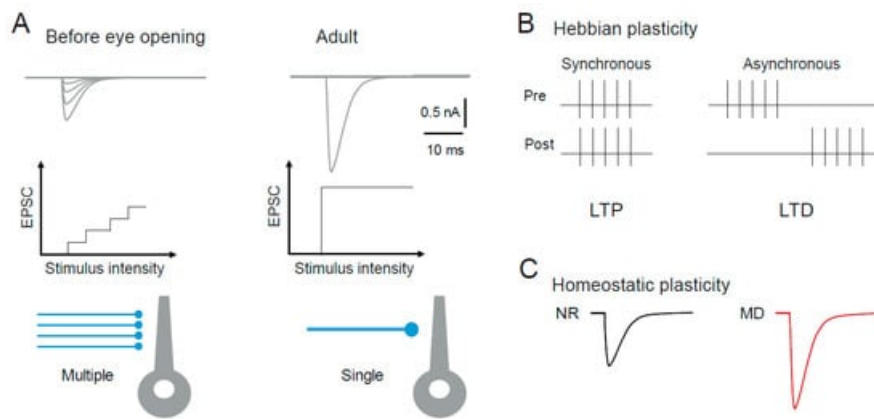 A
Before eye opening
Adult
0.5 nA
10 ms
EPSC
Stimulus intensity
EPSC
Stimulus intensity
Multiple
Single
B
Hebbian plasticity
Synchronous
Asynchronous
Pre
Post
LTP
LTD
C
Homeostatic plasticity
NR
MD